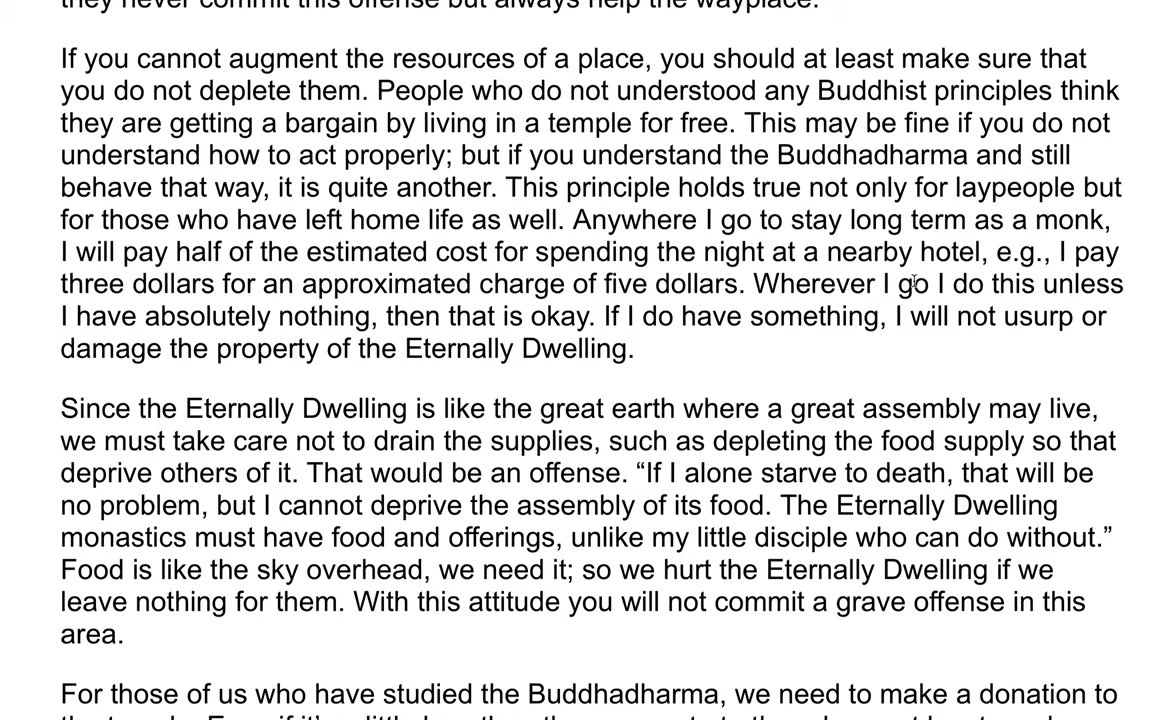 they never commit this offense but always help the wayplace.
If you cannot augment the resources of a place, you should at least make sure that
you do not deplete them. People who do not understood any Buddhist principles think
they are getting a bargain by living in a temple for free. This may be fine if you do not
understand how to act properly; but if you understand the Buddhadharma and still
behave that way, it is quite another. This principle holds true not only for laypeople but
for those who have left home life as well. Anywhere I go to stay long term as a monk,
I will pay half of the estimated cost for spending the night at a nearby hotel, e.g., I pay
three dollars for an approximated charge of five dollars. Wherever I go I do this unless
I have absolutely nothing, then that is okay. If I do have something, I will not usurp or
damage the property of the Eternally Dwelling.
Since the Eternally Dwelling is like the great earth where a great assembly may live,
we must take care not to drain the supplies, such as depleting the food supply so that
deprive others of it. That would be an offense. “If I alone starve to death, that will be
no problem, but I cannot deprive the assembly of its food. The Eternally Dwelling
monastics must have food and offerings, unlike my little disciple who can do without.”
Food is like the sky overhead, we need it; so we hurt the Eternally Dwelling if we
leave nothing for them. With this attitude you will not commit a grave offense in this
area.
For those of us who have studied the Buddhadharma, we need to make a donation to